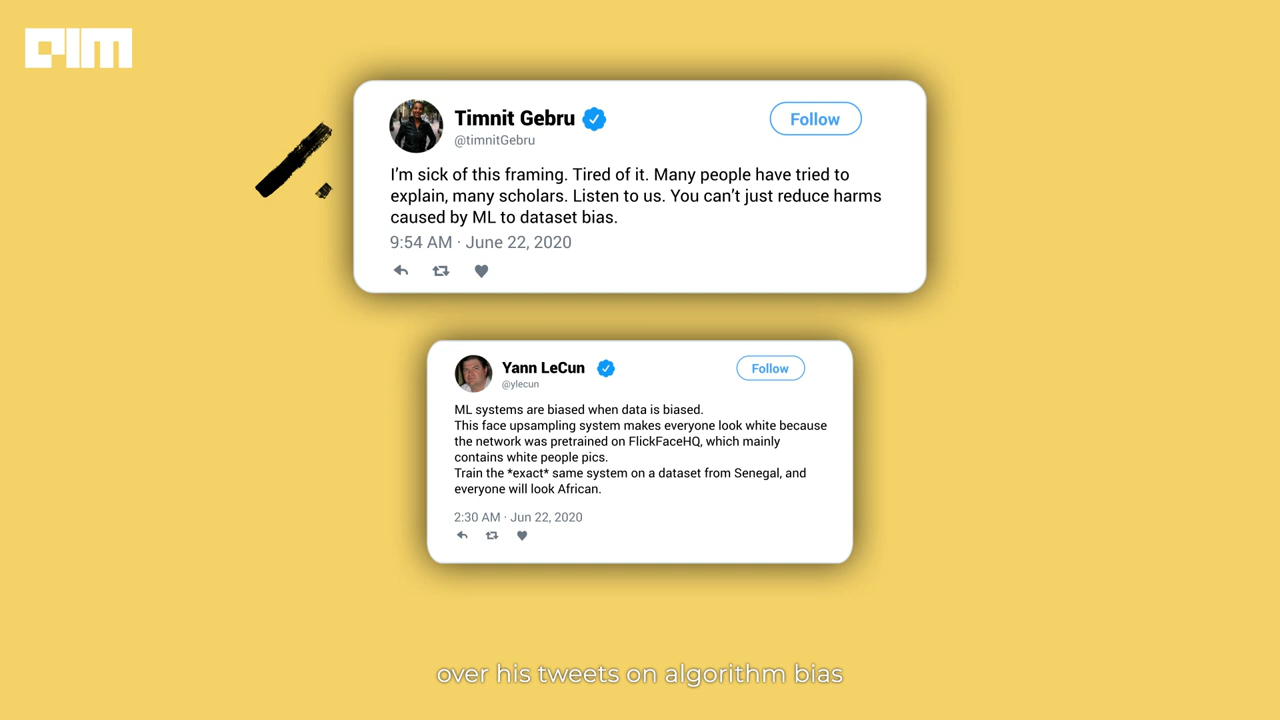 AIM
Timnit Gebru
@timnitGebru
Follow
I'm sick of this framing. Tired of it. Many people have tried to
explain, many scholars. Listen to us. You can't just reduce harms
caused by ML to dataset bias.
9:54 AM · June 22, 2020
Yann LeCun
@ylecun
Follow
ML systems are biased when data is biased.
This face upsampling system makes everyone look white because
the network was pretrained on FlickFaceHQ, which mainly
contains white people pics.
Train the *exact* same system on a dataset from Senegal, and
everyone will look African.
2:30 AM · Jun 22, 2020
over his tweets on algorithm bias